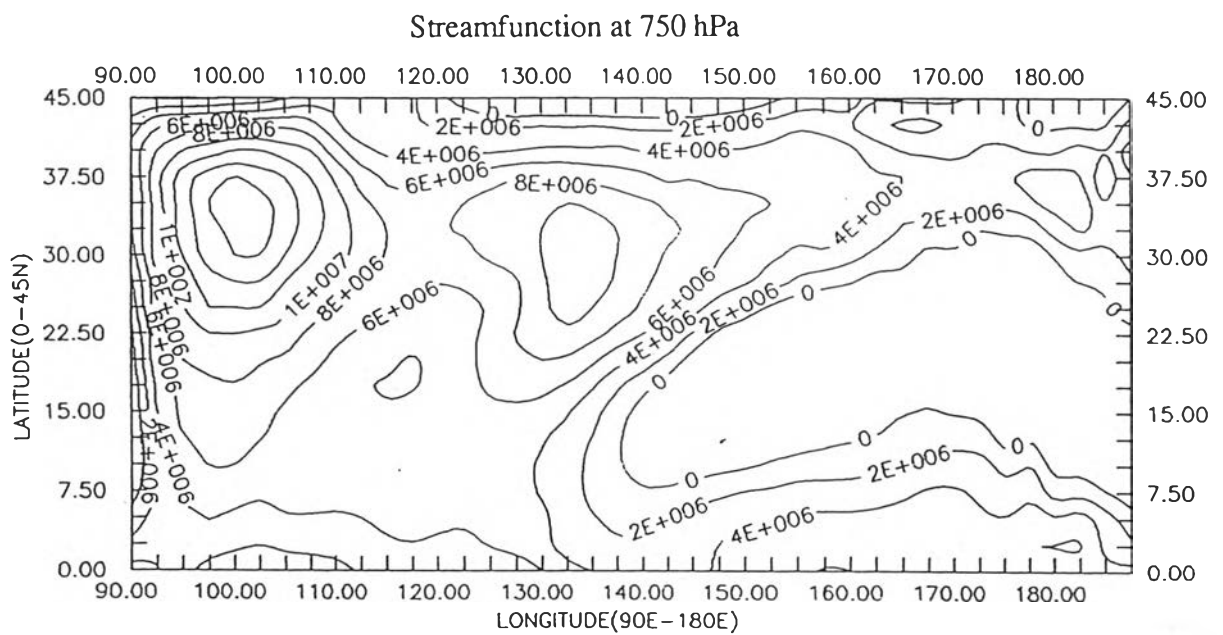 Streamfunction at 750 hPa
90.00 100.00 110.00 120.00 130.00 140.00 150.00 160.00 170.00 180.00
45.00 45.00
6E+006 0 0
8E+006 2E+006 2E+006
4E+006 4E+006
37.50 6E+006 8E+006 37.50
4E+006
2E+006
1E+007 0
30.00 30.00
1E+007
8E+006 8E+006 6E+006
6E+006 6E+006 2E+006 0 0
22.50 4E+006 22.50
0
15.00 15.00
2E+006 4E+006 0 0
7.50 0 2E+006 7.50
2E+006 4E+006
0.00 0.00
90.00 100.00 110.00 120.00 130.00 140.00 150.00 160.00 170.00 180.00
LATITUDE(0-45N)
LONGITUDE(90E-180E)